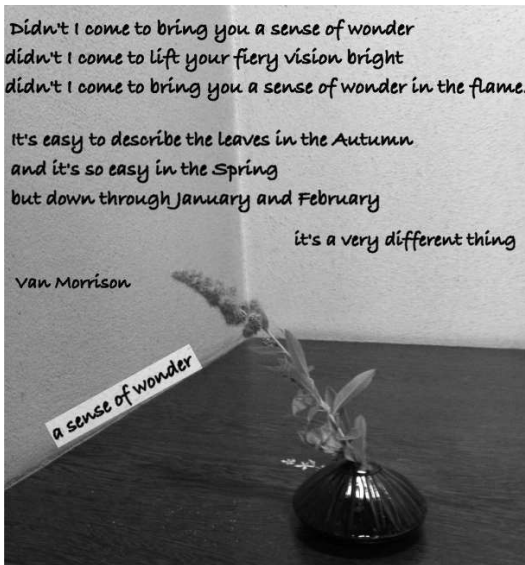 Didn't I come to bring you a sense of wonder
didn't I come to lift your fiery vision bright
didn't I come to bring you a sense of wonder in the flame.
It's easy to describe the leaves in the Autumn
and it's so easy in the Spring
but down through January and February
it's a very different thing
Van Morrison
a sense of wonder